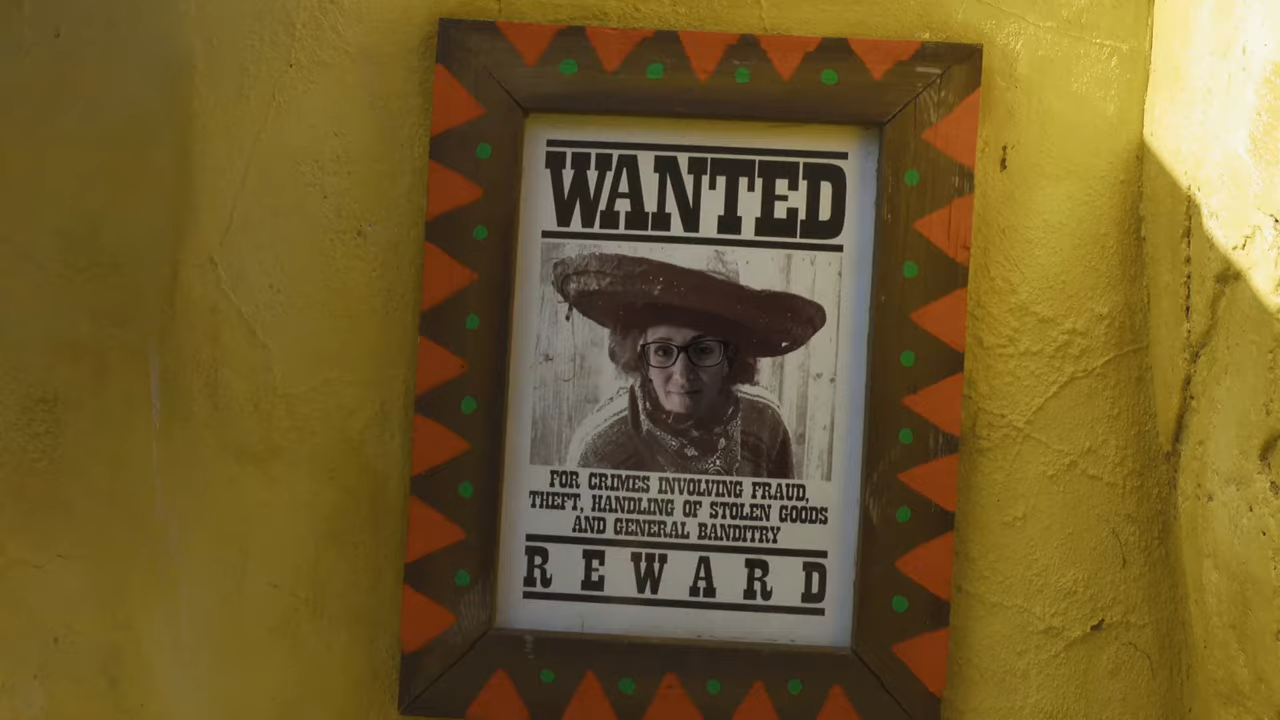 WANTED
FOR CRIMES INVOLVING FRAUD,
THEFT, HANDLING OF STOLEN GOODS
AND GENERAL BANDITRY
REWARD